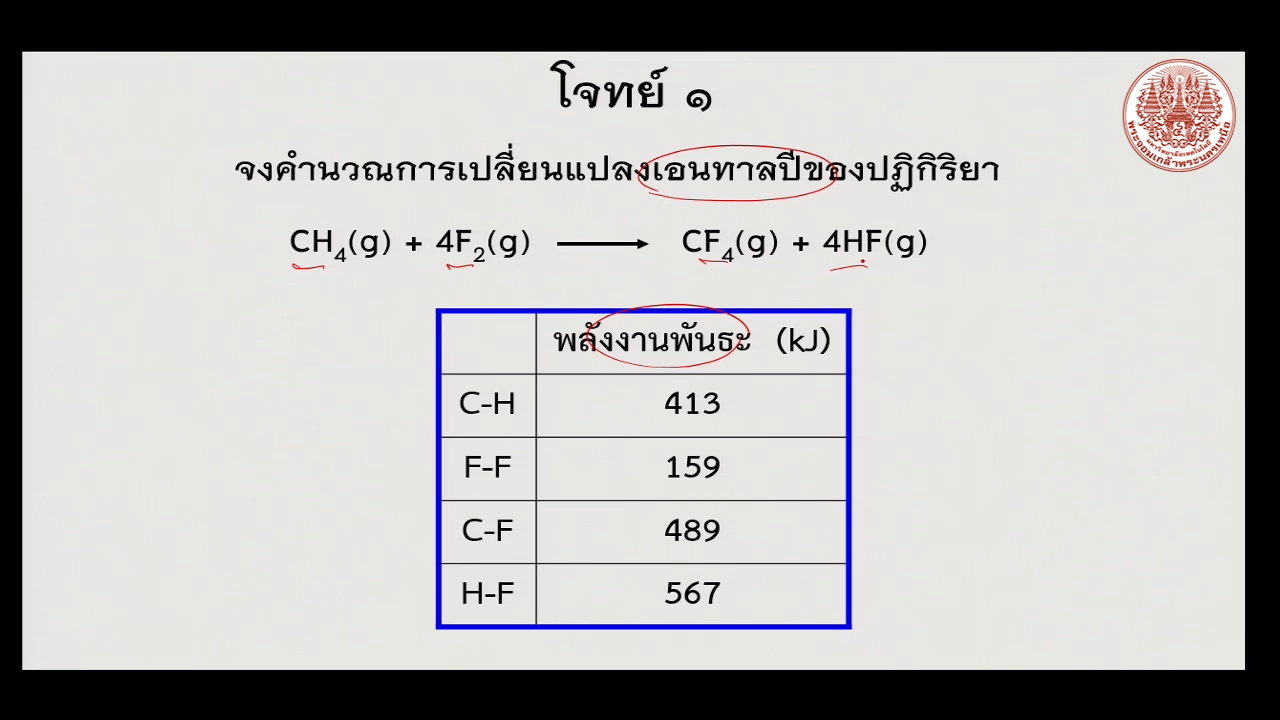 โจทย์ ๑
จงคำนวณการเปลี่ยนแปลงเอนทาลปีของปฏิกิริยา
CH₄(g) + 4F₂(g) ⟶ CF₄(g) + 4HF(g)
พลังงานพันธะ (kJ)
C-H 413
F-F 159
C-F 489
H-F 567